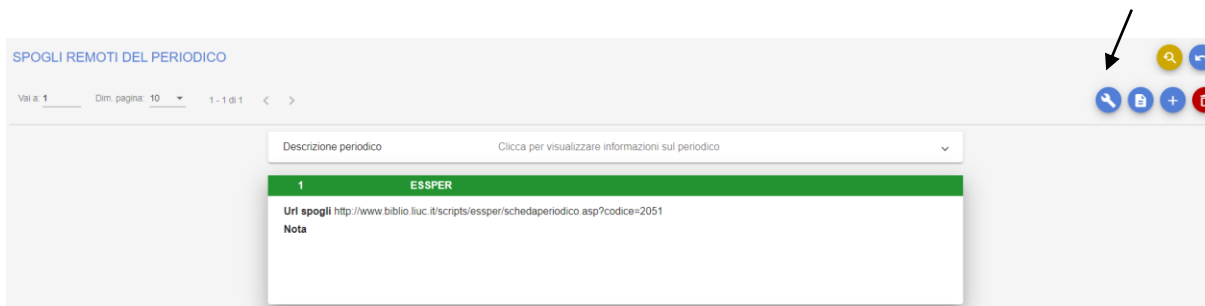 SPOGLI REMOTI DEL PERIODICO
Vai a: 1 Dim. pagina: 10 1 - 1 di 1
Descrizione periodico Clicca per visualizzare informazioni sul periodico
1 ESSPER
Url spogli http://www.biblio.liuc.it/scripts/essper/schedaperiodico.asp?codice=2051
Nota